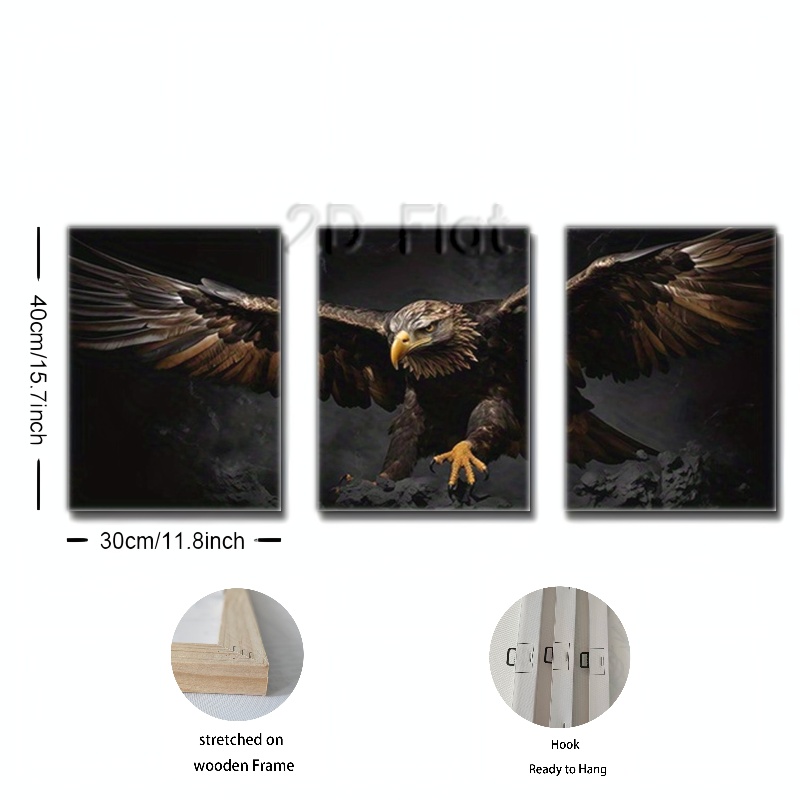 2D Flat
40cm/15.7inch
30cm/11.8inch
stretched on
wooden Frame
Hook
Ready to Hang